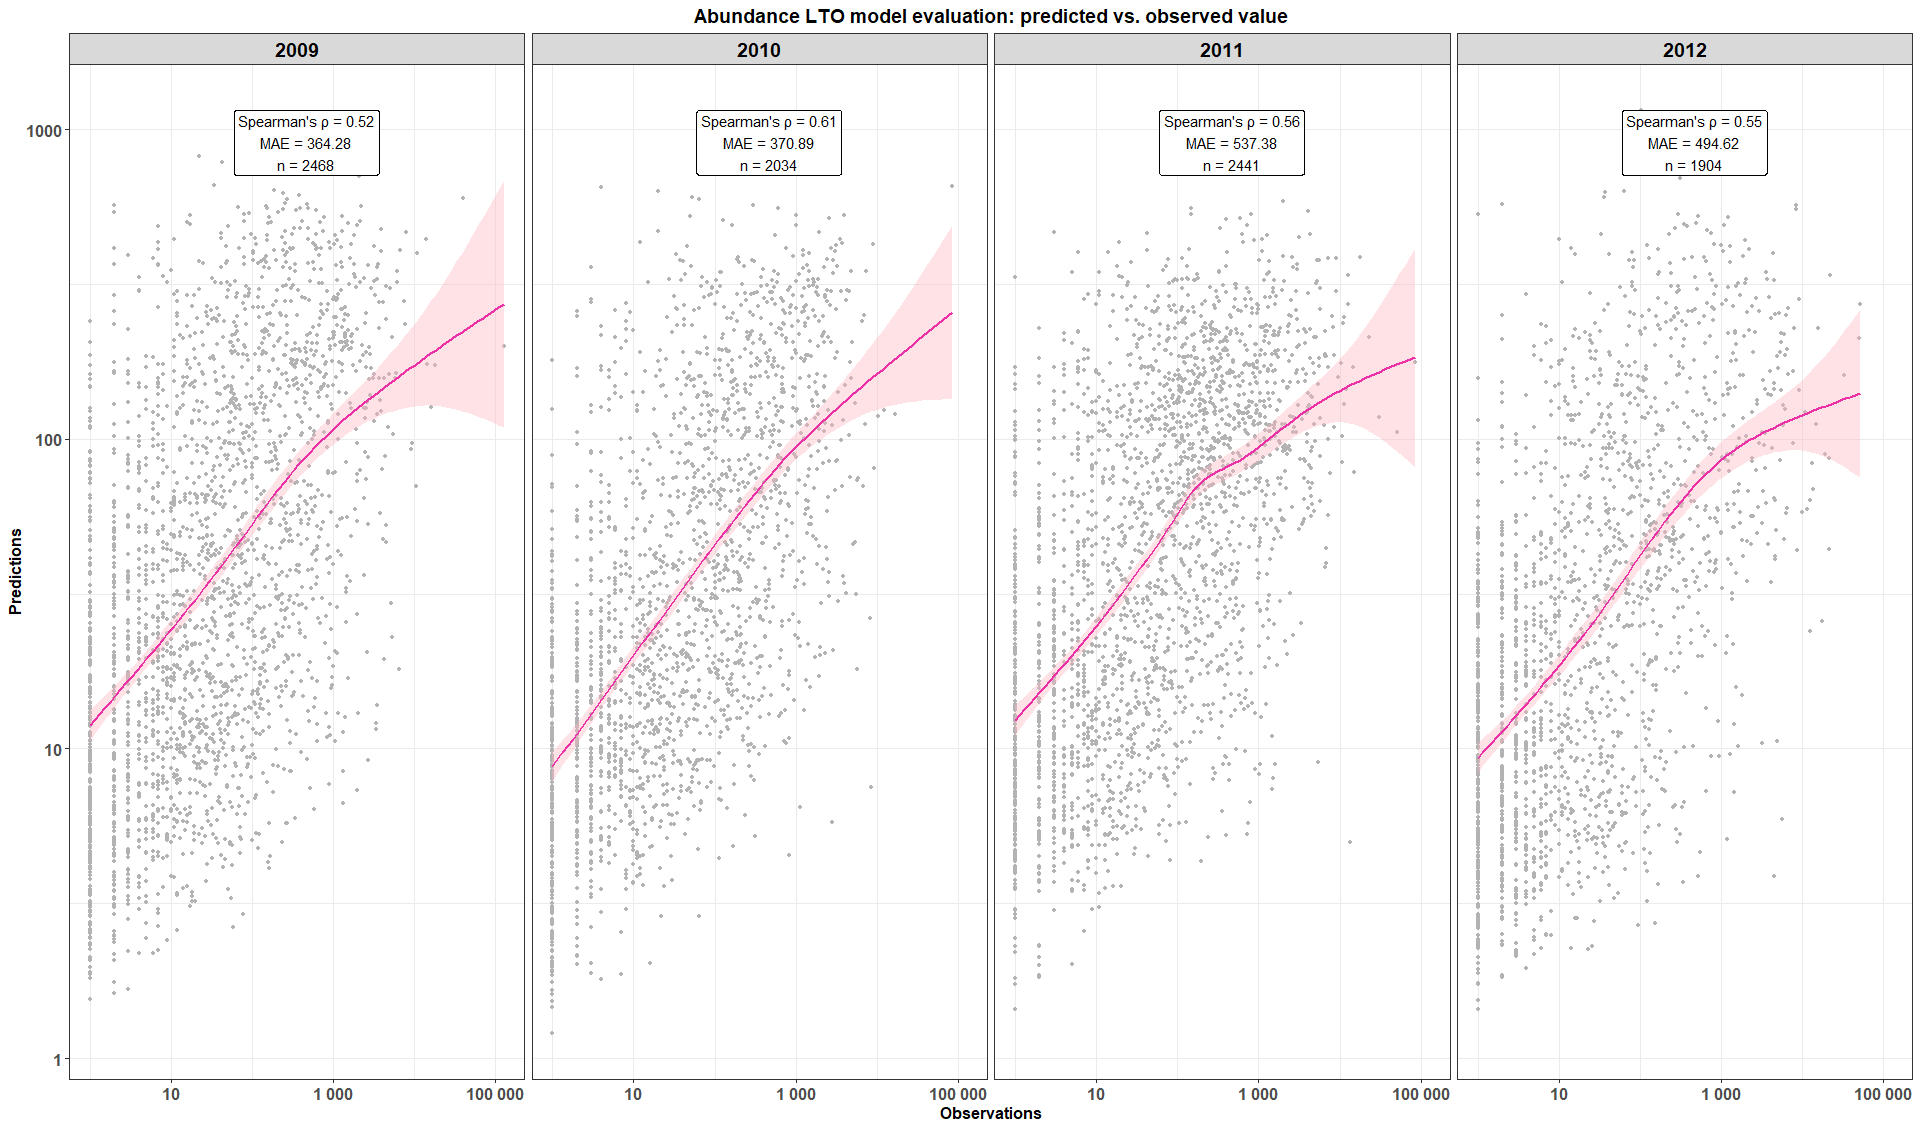 Abundance LTO model evaluation: predicted vs. observed value
2009
2010
2011
2012
Spearman's ρ = 0.52
MAE = 364.28
n = 2468
Spearman's ρ = 0.61
MAE = 370.89
n = 2034
Spearman's ρ = 0.56
MAE = 537.38
n = 2441
Spearman's ρ = 0.55
MAE = 494.62
n = 1904
Predictions
1000
100
10
1
10
1 000
100 000
10
1 000
100 000
10
1 000
100 000
10
1 000
100 000
Observations